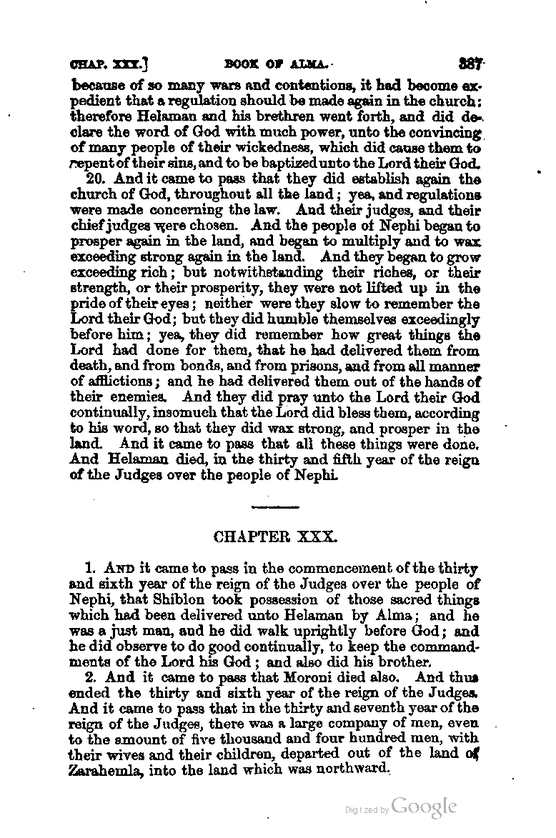 CHAP. XXX.] BOOK OF ALMA. 387
because of so many wars and contentions, it had become ex-
pedient that a regulation should be made again in the church:
therefore Helaman and his brethren went forth, and did de-
clare the word of God with much power, unto the convincing
of many people of their wickedness, which did cause them to
repent of their sins, and to be baptized unto the Lord their God.
20. And it came to pass that they did establish again the
church of God, throughout all the land; yea, and regulations
were made concerning the law. And their judges, and their
chief judges were chosen. And the people of Nephi began to
prosper again in the land, and began to multiply and to wax
exceeding strong again in the land. And they began to grow
exceeding rich; but notwithstanding their riches, or their
strength, or their prosperity, they were not lifted up in the
pride of their eyes; neither were they slow to remember the
Lord their God; but they did humble themselves exceedingly
before him; yea, they did remember how great things the
Lord had done for them, that he had delivered them from
death, and from bonds, and from prisons, and from all manner
of afflictions; and he had delivered them out of the hands of
their enemies. And they did pray unto the Lord their God
continually, insomuch that the Lord did bless them, according
to his word, so that they did wax strong, and prosper in the
land. And it came to pass that all these things were done.
And Helaman died, in the thirty and fifth year of the reign
of the Judges over the people of Nephi.
CHAPTER XXX.
1. AND it came to pass in the commencement of the thirty
and sixth year of the reign of the Judges over the people of
Nephi, that Shiblon took possession of those sacred things
which had been delivered unto Helaman by Alma; and he
was a just man, and he did walk uprightly before God; and
he did observe to do good continually, to keep the command-
ments of the Lord his God; and also did his brother.
2. And it came to pass that Moroni died also. And thus
ended the thirty and sixth year of the reign of the Judges.
And it came to pass that in the thirty and seventh year of the
reign of the Judges, there was a large company of men, even
to the amount of five thousand and four hundred men, with
their wives and their children, departed out of the land of
Zarahemla, into the land which was northward.
Digitized by Google